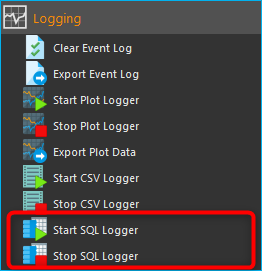 Logging
Clear Event Log
Export Event Log
Start Plot Logger
Stop Plot Logger
Export Plot Data
Start CSV Logger
Stop CSV Logger
Start SQL Logger
Stop SQL Logger